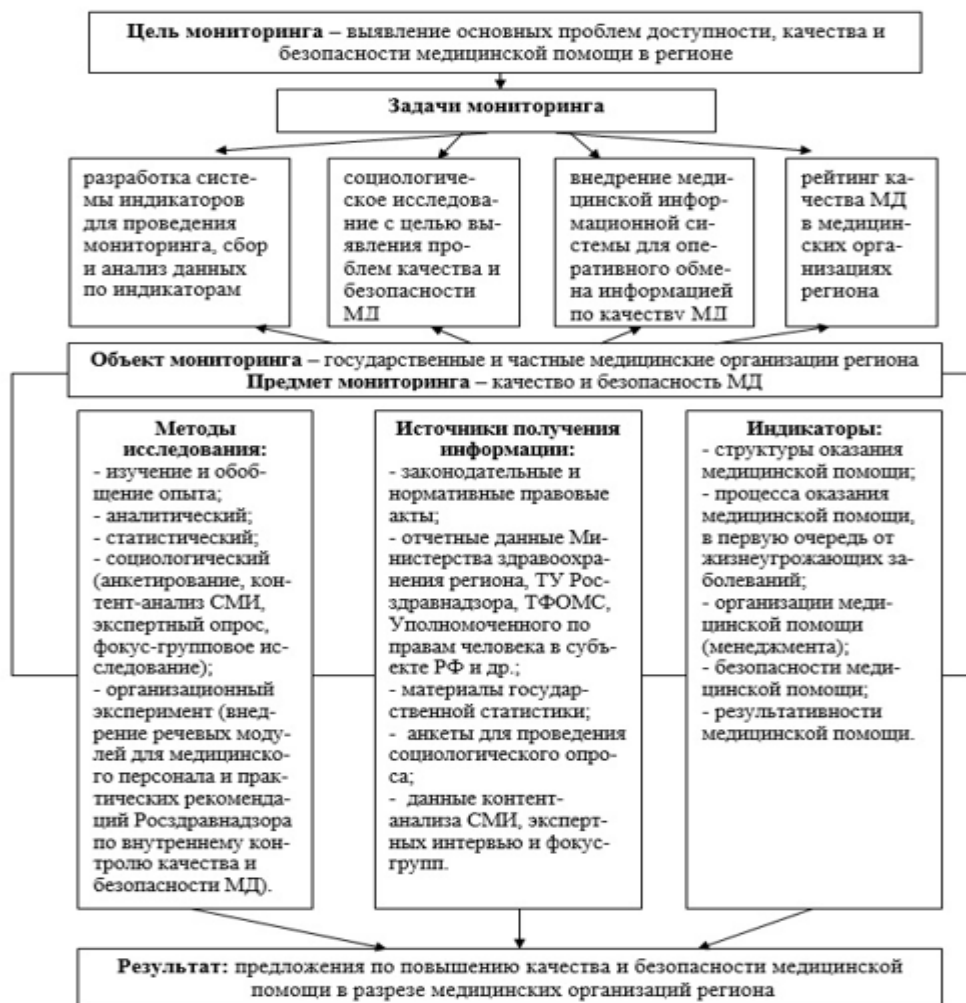 Цель мониторинга – выявление основных проблем доступности, качества и
безопасности медицинской помощи в регионе
Задачи мониторинга
разработка систе-
мы индикаторов
для проведения
мониторинга, сбор
и анализ данных
по индикаторам
социологиче-
ское исследова-
ние с целью вы-
явления про-
блем качества и
безопасности
МД
внедрение меди-
цинской инфор-
мационной си-
стемы для опе-
ративного обме-
на информацией
по качеству МД
рейтинг ка-
чества МД
в медицин-
ских орга-
низациях
региона
Объект мониторинга – государственные и частные медицинские организации региона
Предмет мониторинга – качество и безопасность МД
Методы
исследования:
- изучение и обоб-
щение опыта;
- аналитический;
- статистический;
- социологический
(анкетирование, кон-
тент-анализ СМИ,
экспертный опрос,
фокус-групповое ис-
следование);
- организационный
эксперимент (внед-
рение речевых моду-
лей для медицинско-
го персонала и прак-
тических рекоменда-
ций Росздравнадзора
по внутреннему кон-
тролю качества и
безопасности МД).
Источники получения
информации:
- законодательные и
нормативные правовые
акты;
- отчетные данные Ми-
нистерства здравоохра-
нения региона, ТУ Рос-
здравнадзора, ТФОМС,
Уполномоченного по
правам человека в субъ-
екте РФ и др.;
- материалы государ-
ственной статистики;
- анкеты для проведения
социологического опро-
са;
- данные контент-
анализа СМИ, эксперт-
ных интервью и фокус-
групп.
Индикаторы:
- структуры оказания
медицинской помощи;
- процесса оказания
медицинской помощи,
в первую очередь от
жизнеугрожающих за-
болеваний;
- организации меди-
цинской помощи
(менеджмента);
- безопасности меди-
цинской помощи;
- результативности
медицинской помощи.
Результат: предложения по повышению качества и безопасности медицинской
помощи в разрезе медицинских организаций региона